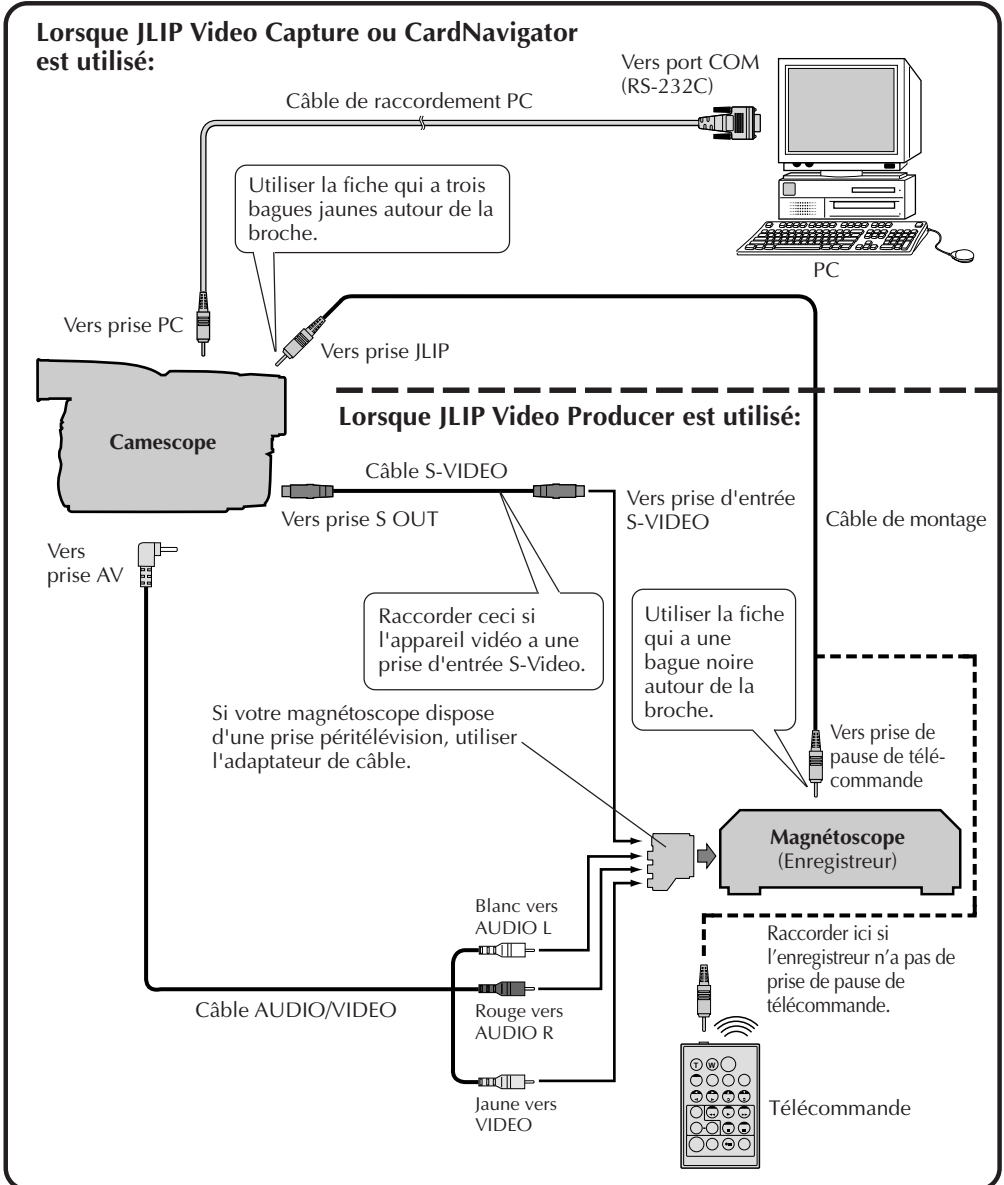 Lorsque JLIP Video Capture ou CardNavigator
est utilisé:
Vers port COM
(RS-232C)
Câble de raccordement PC
Utiliser la fiche qui a trois
bagues jaunes autour de la
broche.
PC
Vers prise PC
Vers prise JLIP
Lorsque JLIP Video Producer est utilisé:
Camescope
Câble S-VIDEO
Vers prise S OUT
Vers prise d'entrée
S-VIDEO
Câble de montage
Vers
prise AV
Raccorder ceci si
l'appareil vidéo a une
prise d'entrée S-Video.
Utiliser la fiche
qui a une
bague noire
autour de la
broche.
Si votre magnétoscope dispose
d'une prise péritélévision, utiliser
l'adaptateur de câble.
Vers prise de
pause de télé-
commande
Magnétoscope
(Enregistreur)
Blanc vers
AUDIO L
Raccorder ici si
l’enregistreur n’a pas de
prise de pause de
télécommande.
Câble AUDIO/VIDEO
Rouge vers
AUDIO R
T W
Jaune vers
VIDEO
Télécommande